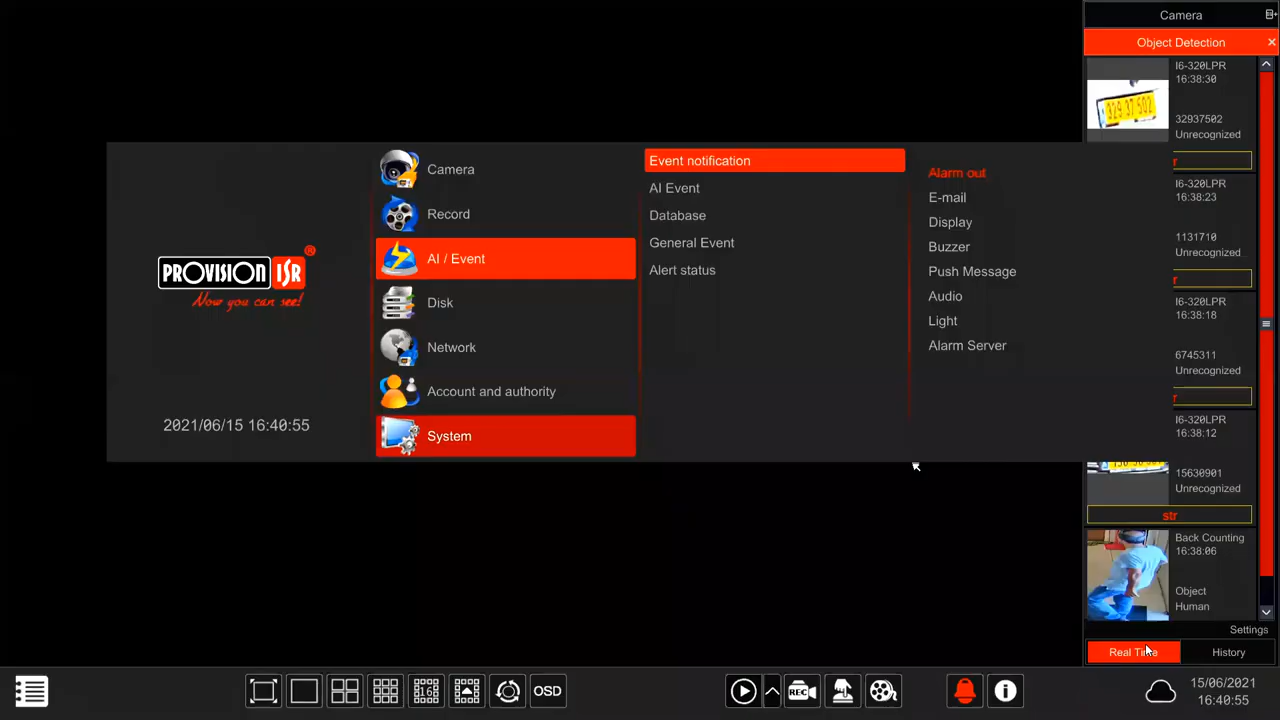 Camera
Object Detection
I6-320LPR
16:38:30
329 37 502
32937502
Unrecognized
I6-320LPR
16:38:23
1131710
Unrecognized
I6-320LPR
16:38:18
6745311
Unrecognized
I6-320LPR
16:38:12
15630901
Unrecognized
str
Back Counting
16:38:06
Object
Human
Settings
Real Time
History
PROVISION ISR ®
Now you can see!
2021/06/15 16:40:55
Camera
Record
AI / Event
Disk
Network
Account and authority
System
Event notification
AI Event
Database
General Event
Alert status
Alarm out
E-mail
Display
Buzzer
Push Message
Audio
Light
Alarm Server
16
OSD
REC
15/06/2021
16:40:55